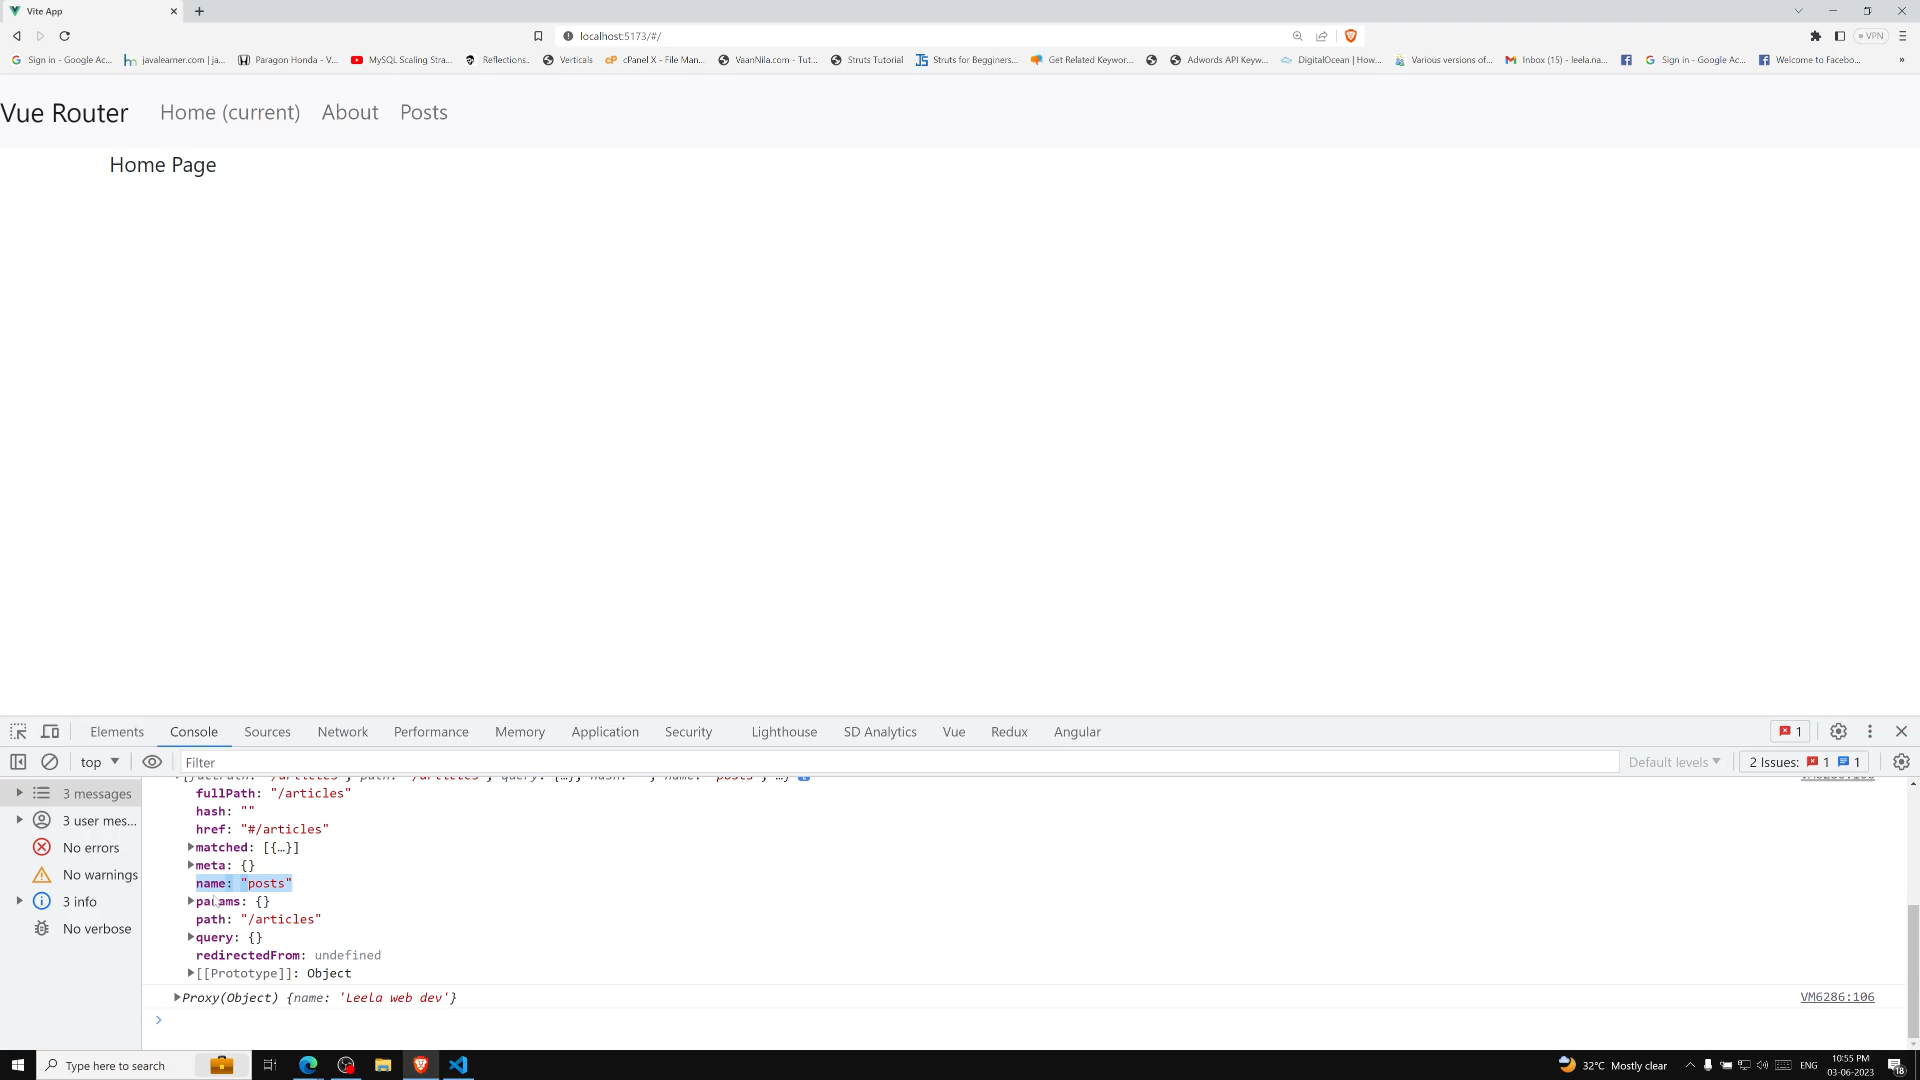 Vite App
localhost:5173/#/
VPN
Sign in - Google Ac...
javalearner.com | ja...
Paragon Honda - V...
MySQL Scaling Stra...
Reflections..
Verticals
cPanel X - File Man...
VaanNila.com - Tut...
Struts Tutorial
Struts for Begginers...
Get Related Keywor...
Adwords API Keyw...
DigitalOcean | How...
Various versions of...
Inbox (15) - leela.na...
Sign in - Google Ac...
Welcome to Facebo...
Vue Router
Home (current)
About
Posts
Home Page
Elements
Console
Sources
Network
Performance
Memory
Application
Security
Lighthouse
SD Analytics
Vue
Redux
Angular
1
top
Filter
Default levels
2 Issues: 1 1
3 messages
3 user mes...
No errors
No warnings
3 info
No verbose
fullPath: "/articles"
hash: ""
href: "#/articles"
matched: [{…}]
meta: {}
name: "posts"
params: {}
path: "/articles"
query: {}
redirectedFrom: undefined
[[Prototype]]: Object
Proxy(Object) {name: 'Leela web dev'}
VM6286:106
Type here to search
32°C Mostly clear
ENG
10:55 PM
03-06-2023
18